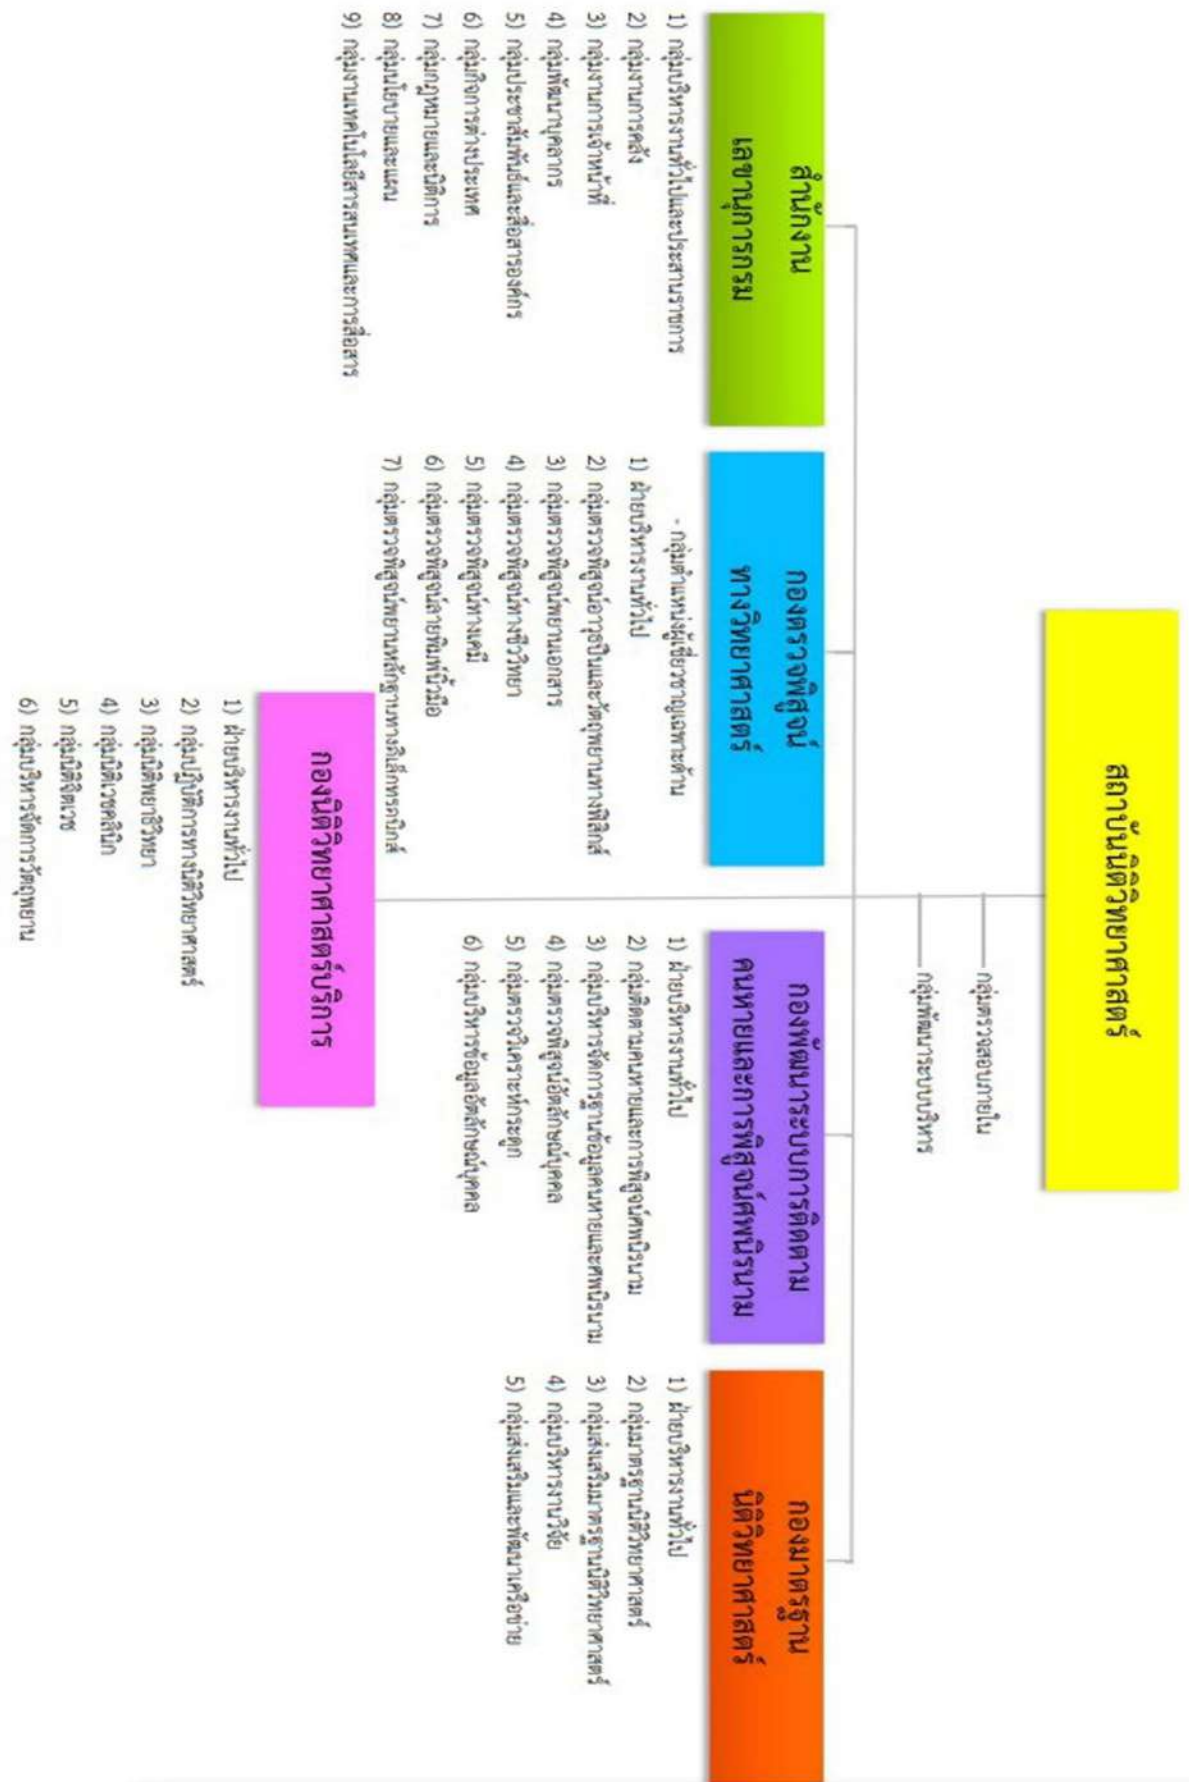 สถาบันนิติวิทยาศาสตร์
กลุ่มตรวจสอบภายใน
กลุ่มพัฒนาระบบบริหาร
สำนักงาน
เลขานุการกรม
1) กลุ่มบริหารงานทั่วไปและประสานราชการ
2) กลุ่มงานการคลัง
3) กลุ่มงานการเจ้าหน้าที่
4) กลุ่มพัฒนาบุคลากร
5) กลุ่มประชาสัมพันธ์และสื่อสารองค์กร
6) กลุ่มกิจการต่างประเทศ
7) กลุ่มกฎหมายและนิติการ
8) กลุ่มนโยบายและแผน
9) กลุ่มงานเทคโนโลยีสารสนเทศและการสื่อสาร
กองตรวจพิสูจน์
ทางวิทยาศาสตร์
- กลุ่มตำแหน่งผู้เชี่ยวชาญเฉพาะด้าน
1) ฝ่ายบริหารงานทั่วไป
2) กลุ่มตรวจพิสูจน์อาวุธปืนและวัตถุพยานทางฟิสิกส์
3) กลุ่มตรวจพิสูจน์พยานเอกสาร
4) กลุ่มตรวจพิสูจน์ทางชีววิทยา
5) กลุ่มตรวจพิสูจน์ทางเคมี
6) กลุ่มตรวจพิสูจน์ลายพิมพ์นิ้วมือ
7) กลุ่มตรวจพิสูจน์พยานหลักฐานทางดิเล็กทรอนิกส์
กองพัฒนาระบบการติดตาม
คนหายและการพิสูจน์ศพนิรนาม
1) ฝ่ายบริหารงานทั่วไป
2) กลุ่มติดตามคนหายและการพิสูจน์ศพนิรนาม
3) กลุ่มบริหารจัดการฐานข้อมูลคนหายและศพนิรนาม
4) กลุ่มตรวจพิสูจน์อัตลักษณ์บุคคล
5) กลุ่มตรวจวิเคราะห์กระดูก
6) กลุ่มบริหารข้อมูลอัตลักษณ์บุคคล
กองมาตรฐาน
นิติวิทยาศาสตร์
1) ฝ่ายบริหารงานทั่วไป
2) กลุ่มมาตรฐานนิติวิทยาศาสตร์
3) กลุ่มส่งเสริมมาตรฐานนิติวิทยาศาสตร์
4) กลุ่มบริหารงานวิจัย
5) กลุ่มส่งเสริมและพัฒนาเครือข่าย
กองนิติวิทยาศาสตร์บริการ
1) ฝ่ายบริหารงานทั่วไป
2) กลุ่มปฏิบัติการทางนิติวิทยาศาสตร์
3) กลุ่มนิติพยาธิวิทยา
4) กลุ่มนิติเวชคลินิก
5) กลุ่มนิติจิตเวช
6) กลุ่มบริหารจัดการวัตถุพยาน